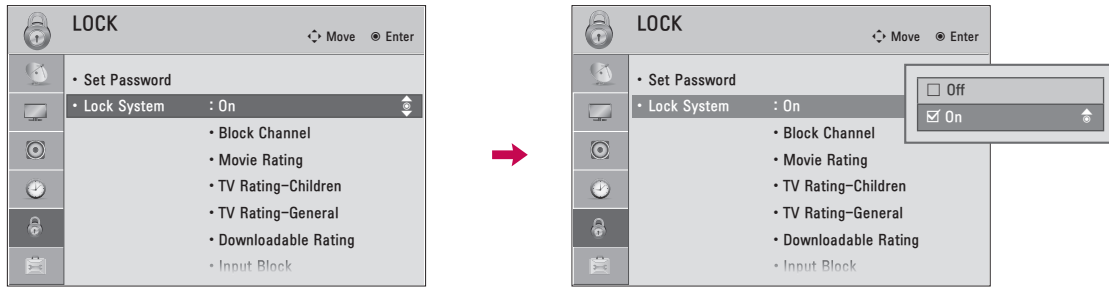 LOCK
Move Enter
• Set Password
• Lock System : On
• Block Channel
• Movie Rating
• TV Rating-Children
• TV Rating-General
• Downloadable Rating
• Input Block
LOCK
Move Enter
• Set Password
• Lock System : On
• Block Channel
• Movie Rating
• TV Rating-Children
• TV Rating-General
• Downloadable Rating
• Input Block
☐ Off
☑ On